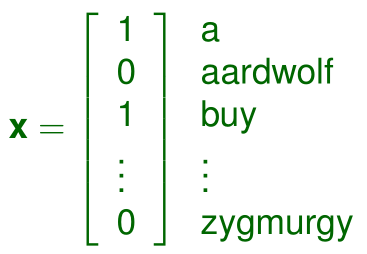 1 a
0 aardwolf
x = 1 buy
⋮ ⋮
0 zygmurgy